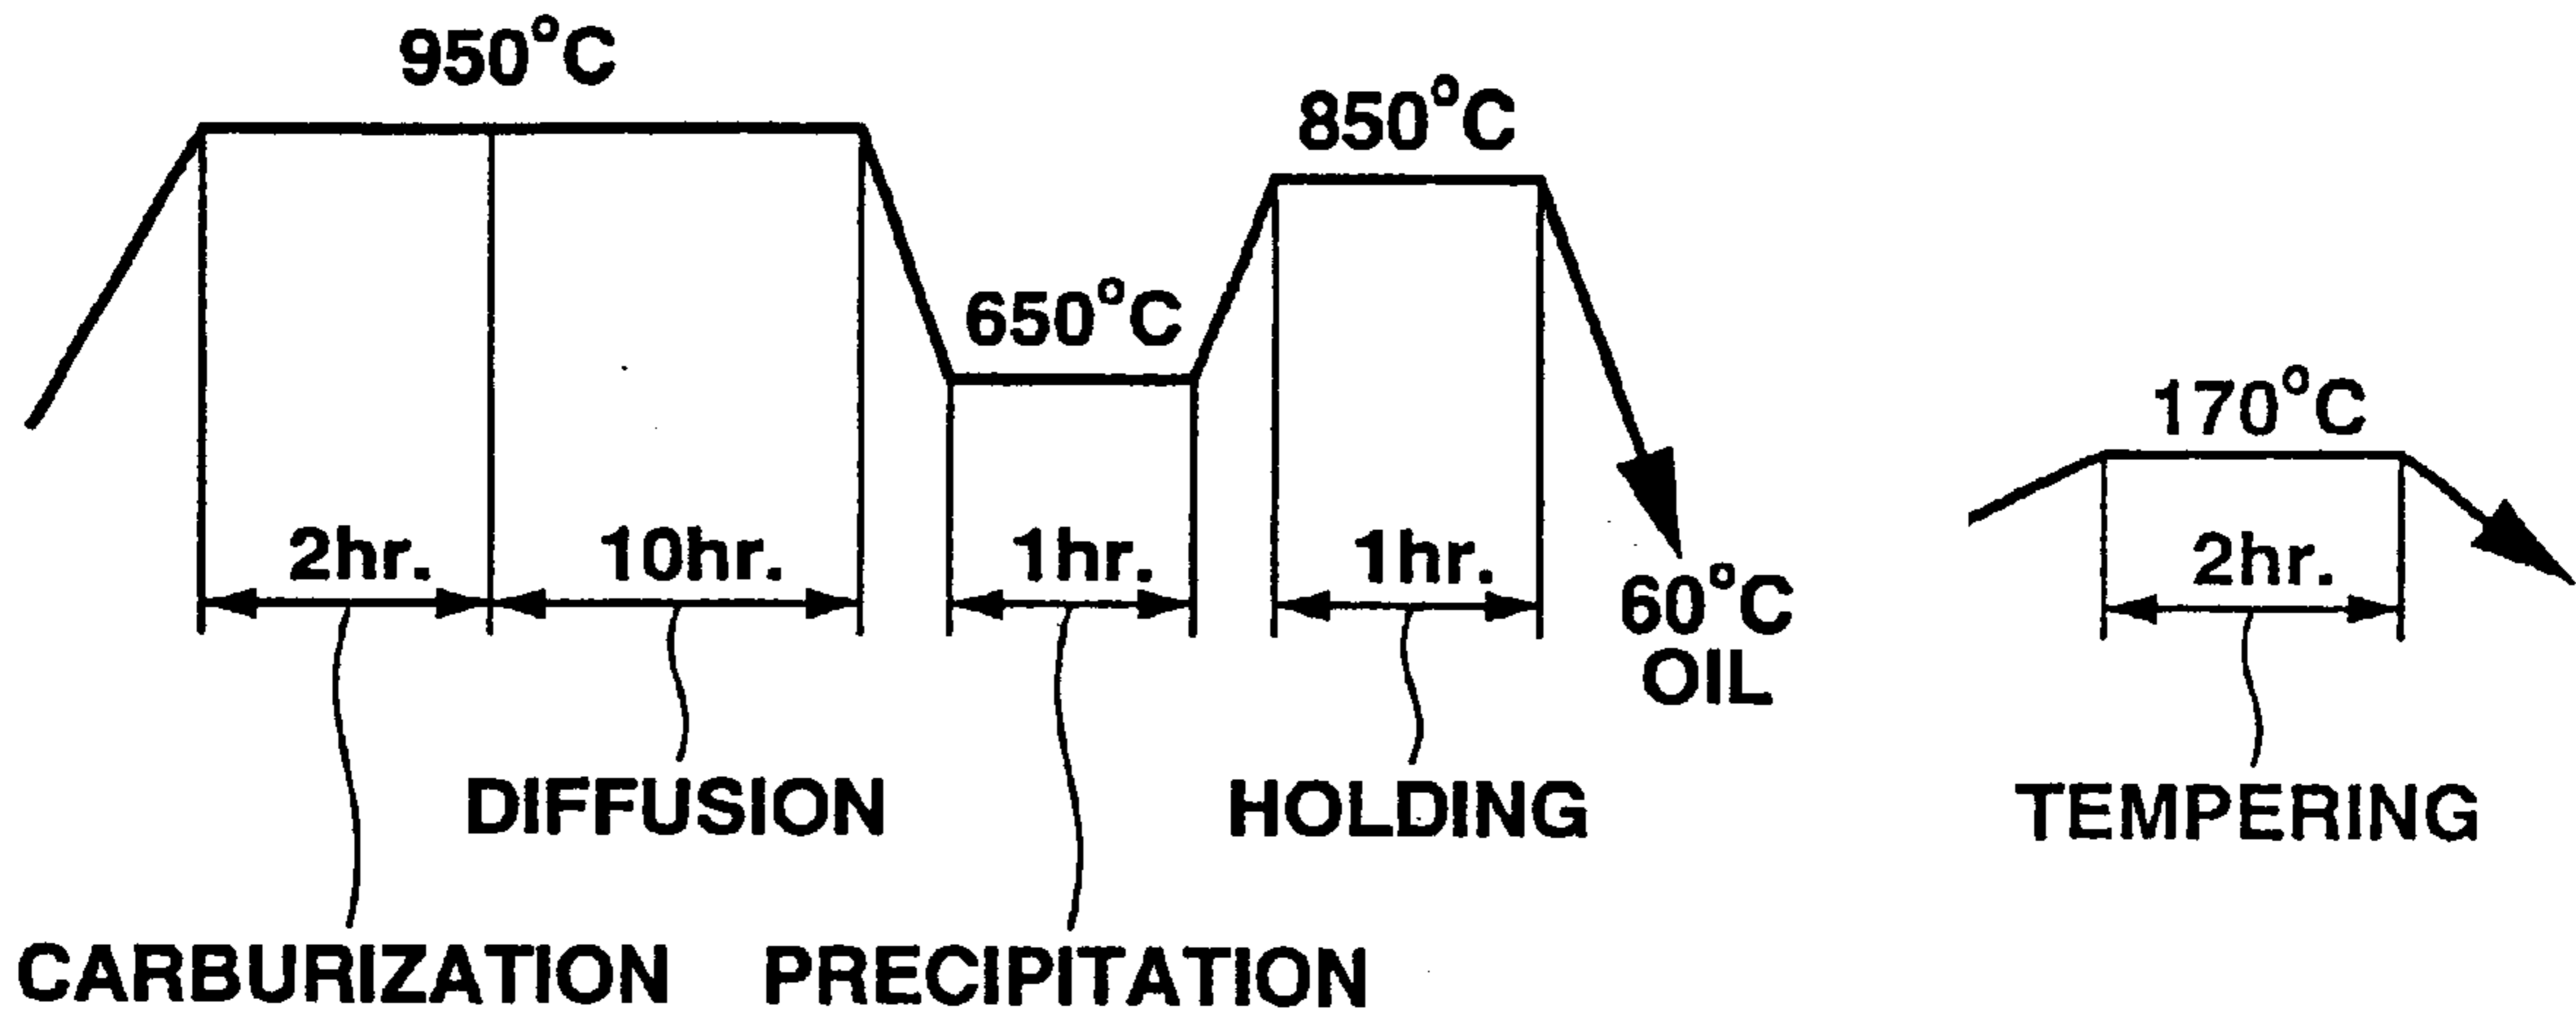 950°C
850°C
650°C
170°C
2hr.
10hr.
1hr.
1hr.
2hr.
60°C
OIL
DIFFUSION
HOLDING
TEMPERING
CARBURIZATION
PRECIPITATION